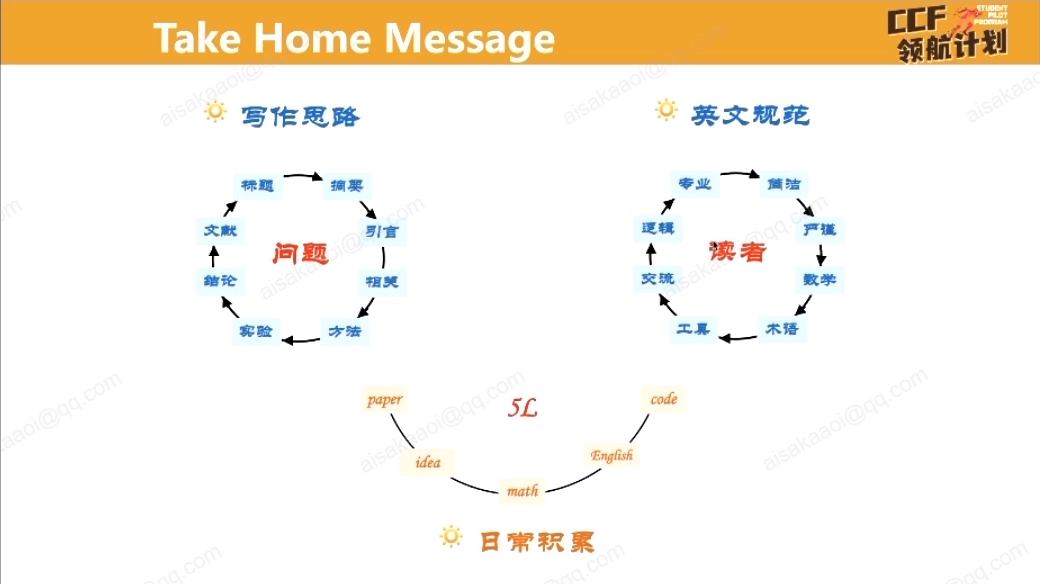 Take Home Message
CCF
STUDENT
PILOT
PROGRAM
领航计划
写作思路
标题
摘要
引言
相关
方法
实验
结论
文献
问题
英文规范
专业
简洁
严谨
数学
术语
工具
交流
逻辑
读者
5L
paper
idea
math
English
code
日常积累
aisakaaoi@qq.com